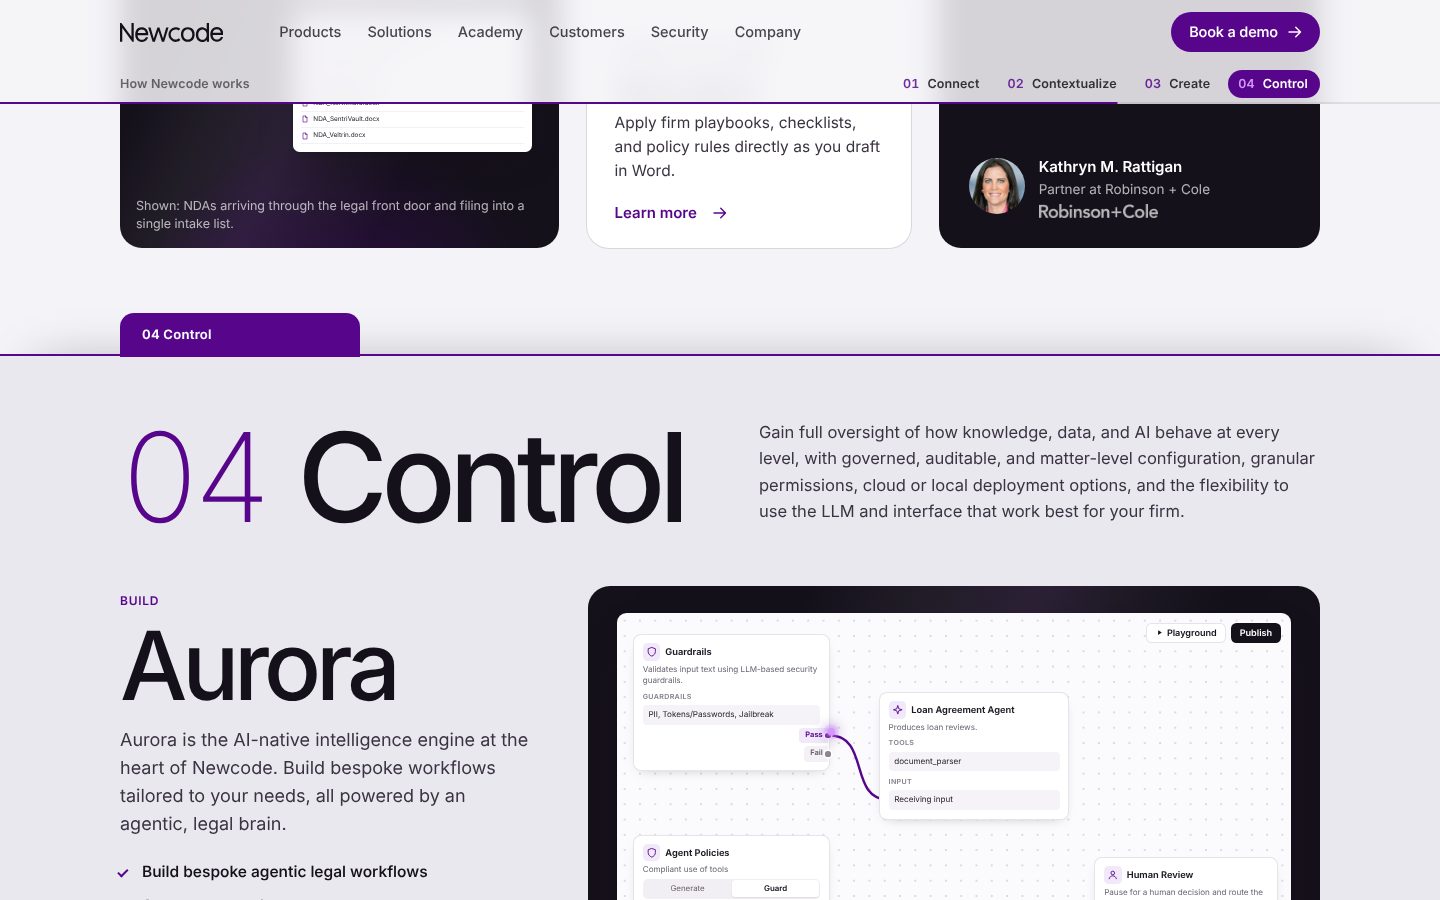 Newcode
Products Solutions Academy Customers Security Company
Book a demo
How Newcode works
01 Connect 02 Contextualize 03 Create 04 Control
NDA_SentriVault.docx
NDA_Veltrin.docx
Shown: NDAs arriving through the legal front door and filing into a
single intake list.
Apply firm playbooks, checklists,
and policy rules directly as you draft
in Word.
Learn more
Kathryn M. Rattigan
Partner at Robinson + Cole
Robinson+Cole
04 Control
04 Control
Gain full oversight of how knowledge, data, and AI behave at every
level, with governed, auditable, and matter-level configuration, granular
permissions, cloud or local deployment options, and the flexibility to
use the LLM and interface that work best for your firm.
BUILD
Aurora
Aurora is the AI-native intelligence engine at the
heart of Newcode. Build bespoke workflows
tailored to your needs, all powered by an
agentic, legal brain.
Build bespoke agentic legal workflows
Playground Publish
Guardrails
Validates input text using LLM-based security
guardrails.
GUARDRAILS
PII, Tokens/Passwords, Jailbreak
Pass
Fail
Loan Agreement Agent
Produces loan reviews.
TOOLS
document_parser
INPUT
Receiving input
Agent Policies
Compliant use of tools
Generate Guard
Human Review
Pause for a human decision and route the